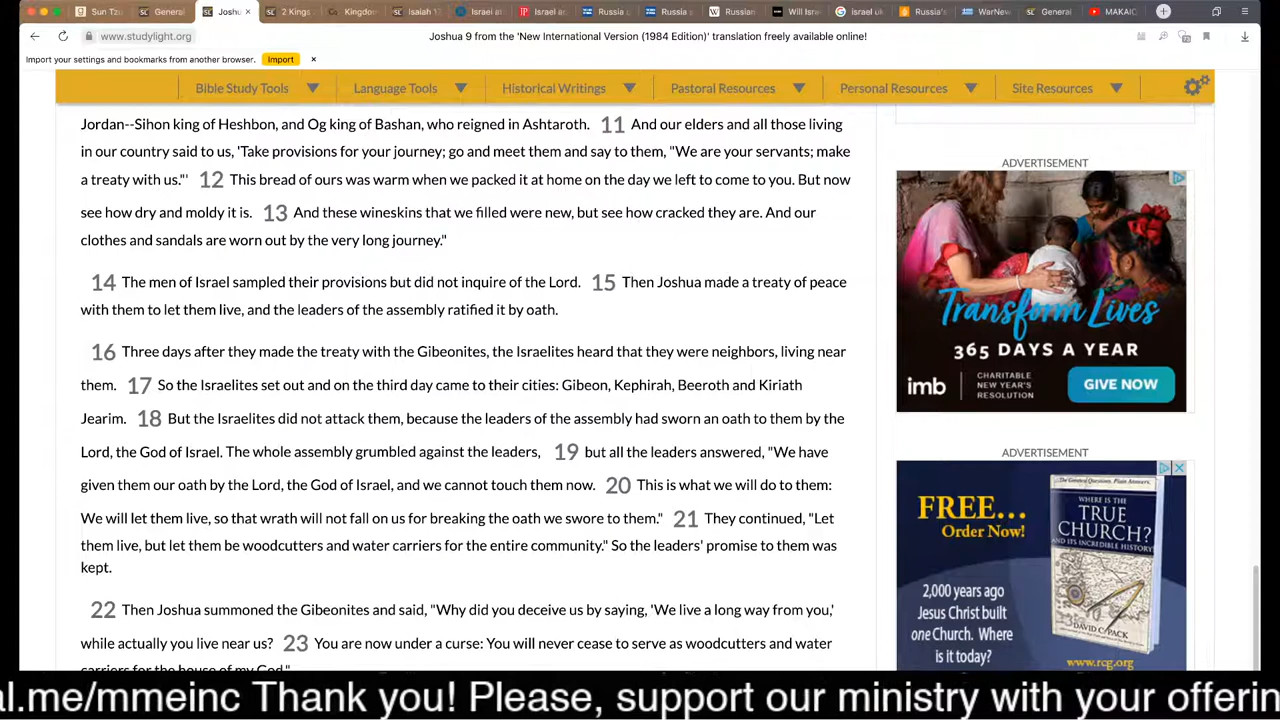 Sun Tzu
General
Joshu
2 Kings
Kingdom
Isaiah 17
Israel at
Israel an
Russia c
Russia s
Russian
Will Isra
israel uk
Russia's
WarNew
General
MAKAIO
www.studylight.org
Joshua 9 from the 'New International Version (1984 Edition)' translation freely available online!
Import your settings and bookmarks from another browser. Import
Bible Study Tools Language Tools Historical Writings Pastoral Resources Personal Resources Site Resources
Jordan--Sihon king of Heshbon, and Og king of Bashan, who reigned in Ashtaroth. 11 And our elders and all those living
in our country said to us, 'Take provisions for your journey; go and meet them and say to them, "We are your servants; make
a treaty with us."' 12 This bread of ours was warm when we packed it at home on the day we left to come to you. But now
see how dry and moldy it is. 13 And these wineskins that we filled were new, but see how cracked they are. And our
clothes and sandals are worn out by the very long journey."
14 The men of Israel sampled their provisions but did not inquire of the Lord. 15 Then Joshua made a treaty of peace
with them to let them live, and the leaders of the assembly ratified it by oath.
16 Three days after they made the treaty with the Gibeonites, the Israelites heard that they were neighbors, living near
them. 17 So the Israelites set out and on the third day came to their cities: Gibeon, Kephirah, Beeroth and Kiriath
Jearim. 18 But the Israelites did not attack them, because the leaders of the assembly had sworn an oath to them by the
Lord, the God of Israel. The whole assembly grumbled against the leaders, 19 but all the leaders answered, "We have
given them our oath by the Lord, the God of Israel, and we cannot touch them now. 20 This is what we will do to them:
We will let them live, so that wrath will not fall on us for breaking the oath we swore to them." 21 They continued, "Let
them live, but let them be woodcutters and water carriers for the entire community." So the leaders' promise to them was
kept.
22 Then Joshua summoned the Gibeonites and said, "Why did you deceive us by saying, 'We live a long way from you,'
while actually you live near us? 23 You are now under a curse: You will never cease to serve as woodcutters and water
carriers for the house of my God."
ADVERTISEMENT
Transform Lives
365 DAYS A YEAR
imb
CHARITABLE
NEW YEAR'S
RESOLUTION
GIVE NOW
ADVERTISEMENT
FREE...
Order Now!
The Greatest Questions. Plain Answers.
WHERE IS THE
TRUE
CHURCH?
AND ITS INCREDIBLE HISTORY!
DAVID C. PACK
2,000 years ago
Jesus Christ built
one Church. Where
is it today?
www.rcg.org
al.me/mmeinc Thank you! Please, support our ministry with your offerin